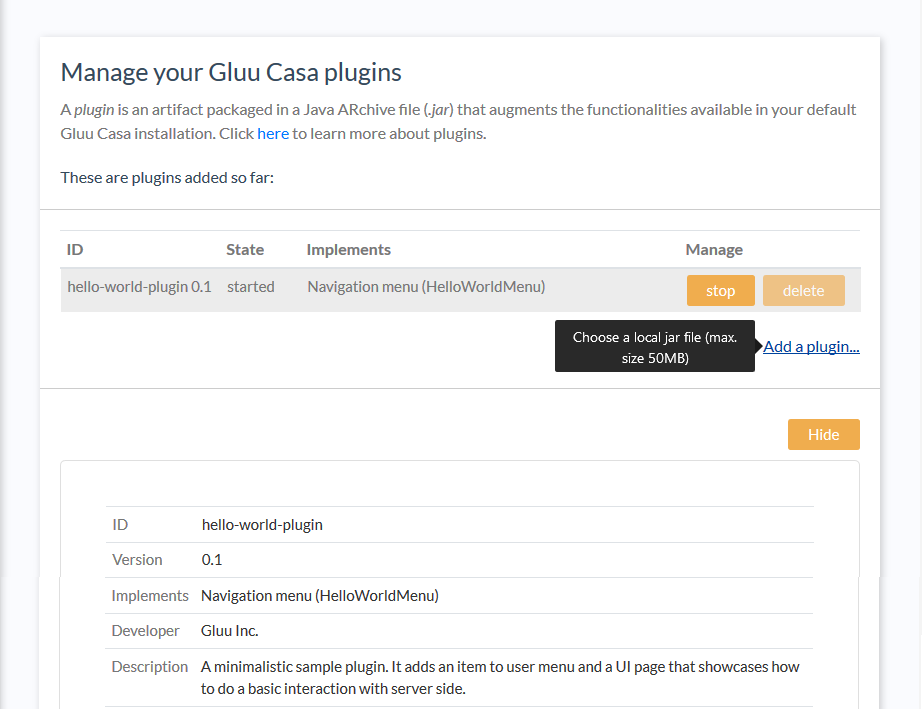 Manage your Gluu Casa plugins
A plugin is an artifact packaged in a Java ARchive file (.jar) that augments the functionalities available in your default
Gluu Casa installation. Click here to learn more about plugins.
These are plugins added so far:
ID State Implements Manage
hello-world-plugin 0.1 started Navigation menu (HelloWorldMenu) stop delete
Choose a local jar file (max.
size 50MB)
Add a plugin...
Hide
ID hello-world-plugin
Version 0.1
Implements Navigation menu (HelloWorldMenu)
Developer Gluu Inc.
Description A minimalistic sample plugin. It adds an item to user menu and a UI page that showcases how
to do a basic interaction with server side.